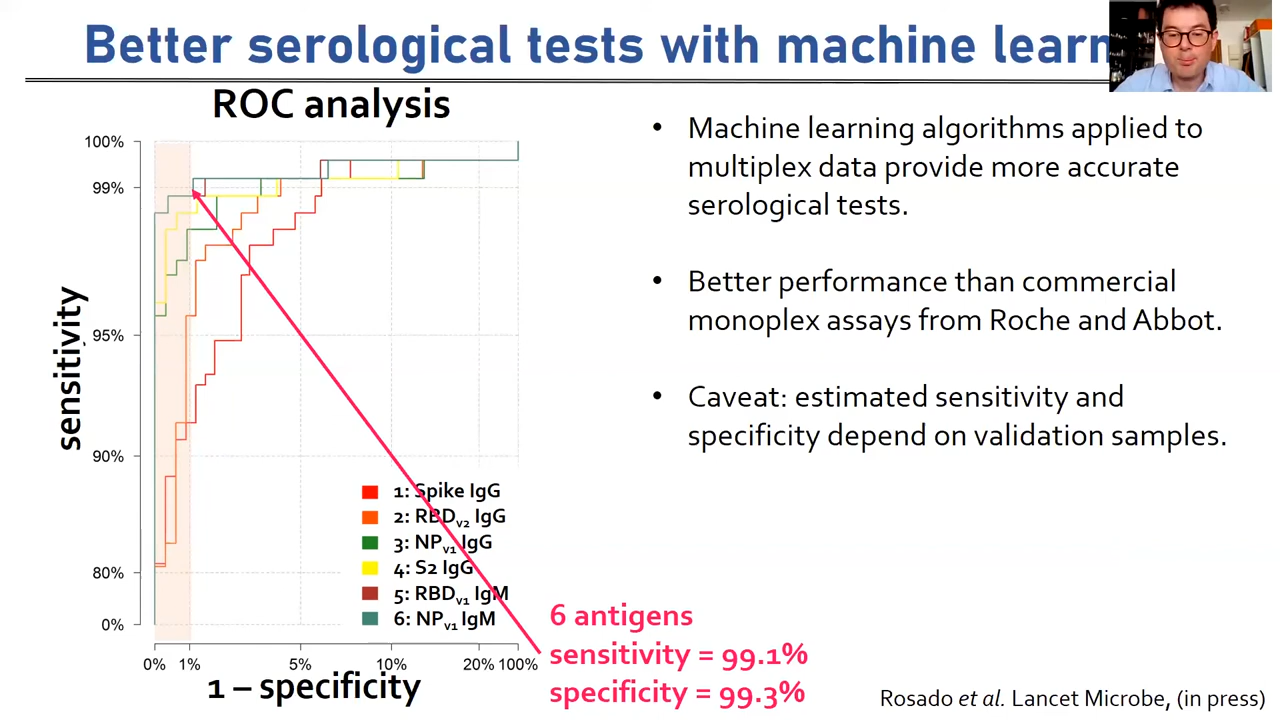 Better serological tests with machine learn
ROC analysis
100%
99%
95%
90%
80%
0%
sensitivity
0% 1% 5% 10% 20% 100%
1 – specificity
1: Spike IgG
2: RBDv2 IgG
3: NPv1 IgG
4: S2 IgG
5: RBDv1 IgM
6: NPv1 IgM
6 antigens
sensitivity = 99.1%
specificity = 99.3%
• Machine learning algorithms applied to
multiplex data provide more accurate
serological tests.
• Better performance than commercial
monoplex assays from Roche and Abbot.
• Caveat: estimated sensitivity and
specificity depend on validation samples.
Rosado et al. Lancet Microbe, (in press)